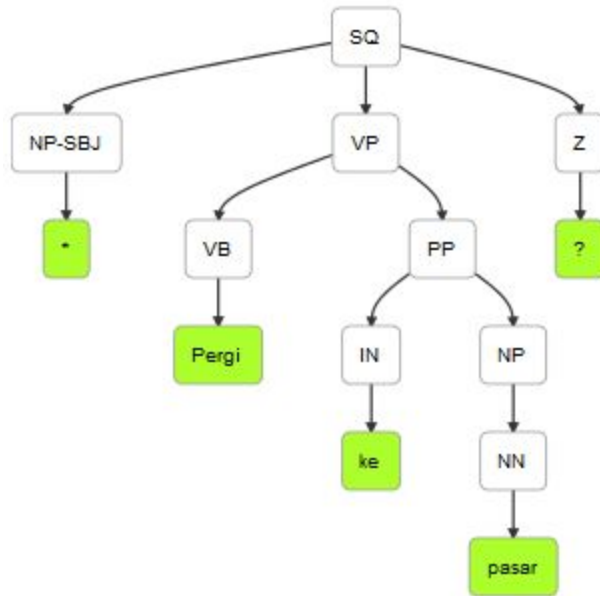 SQ
NP-SBJ VP Z
* VB PP ?
Pergi IN NP
ke NN
pasar